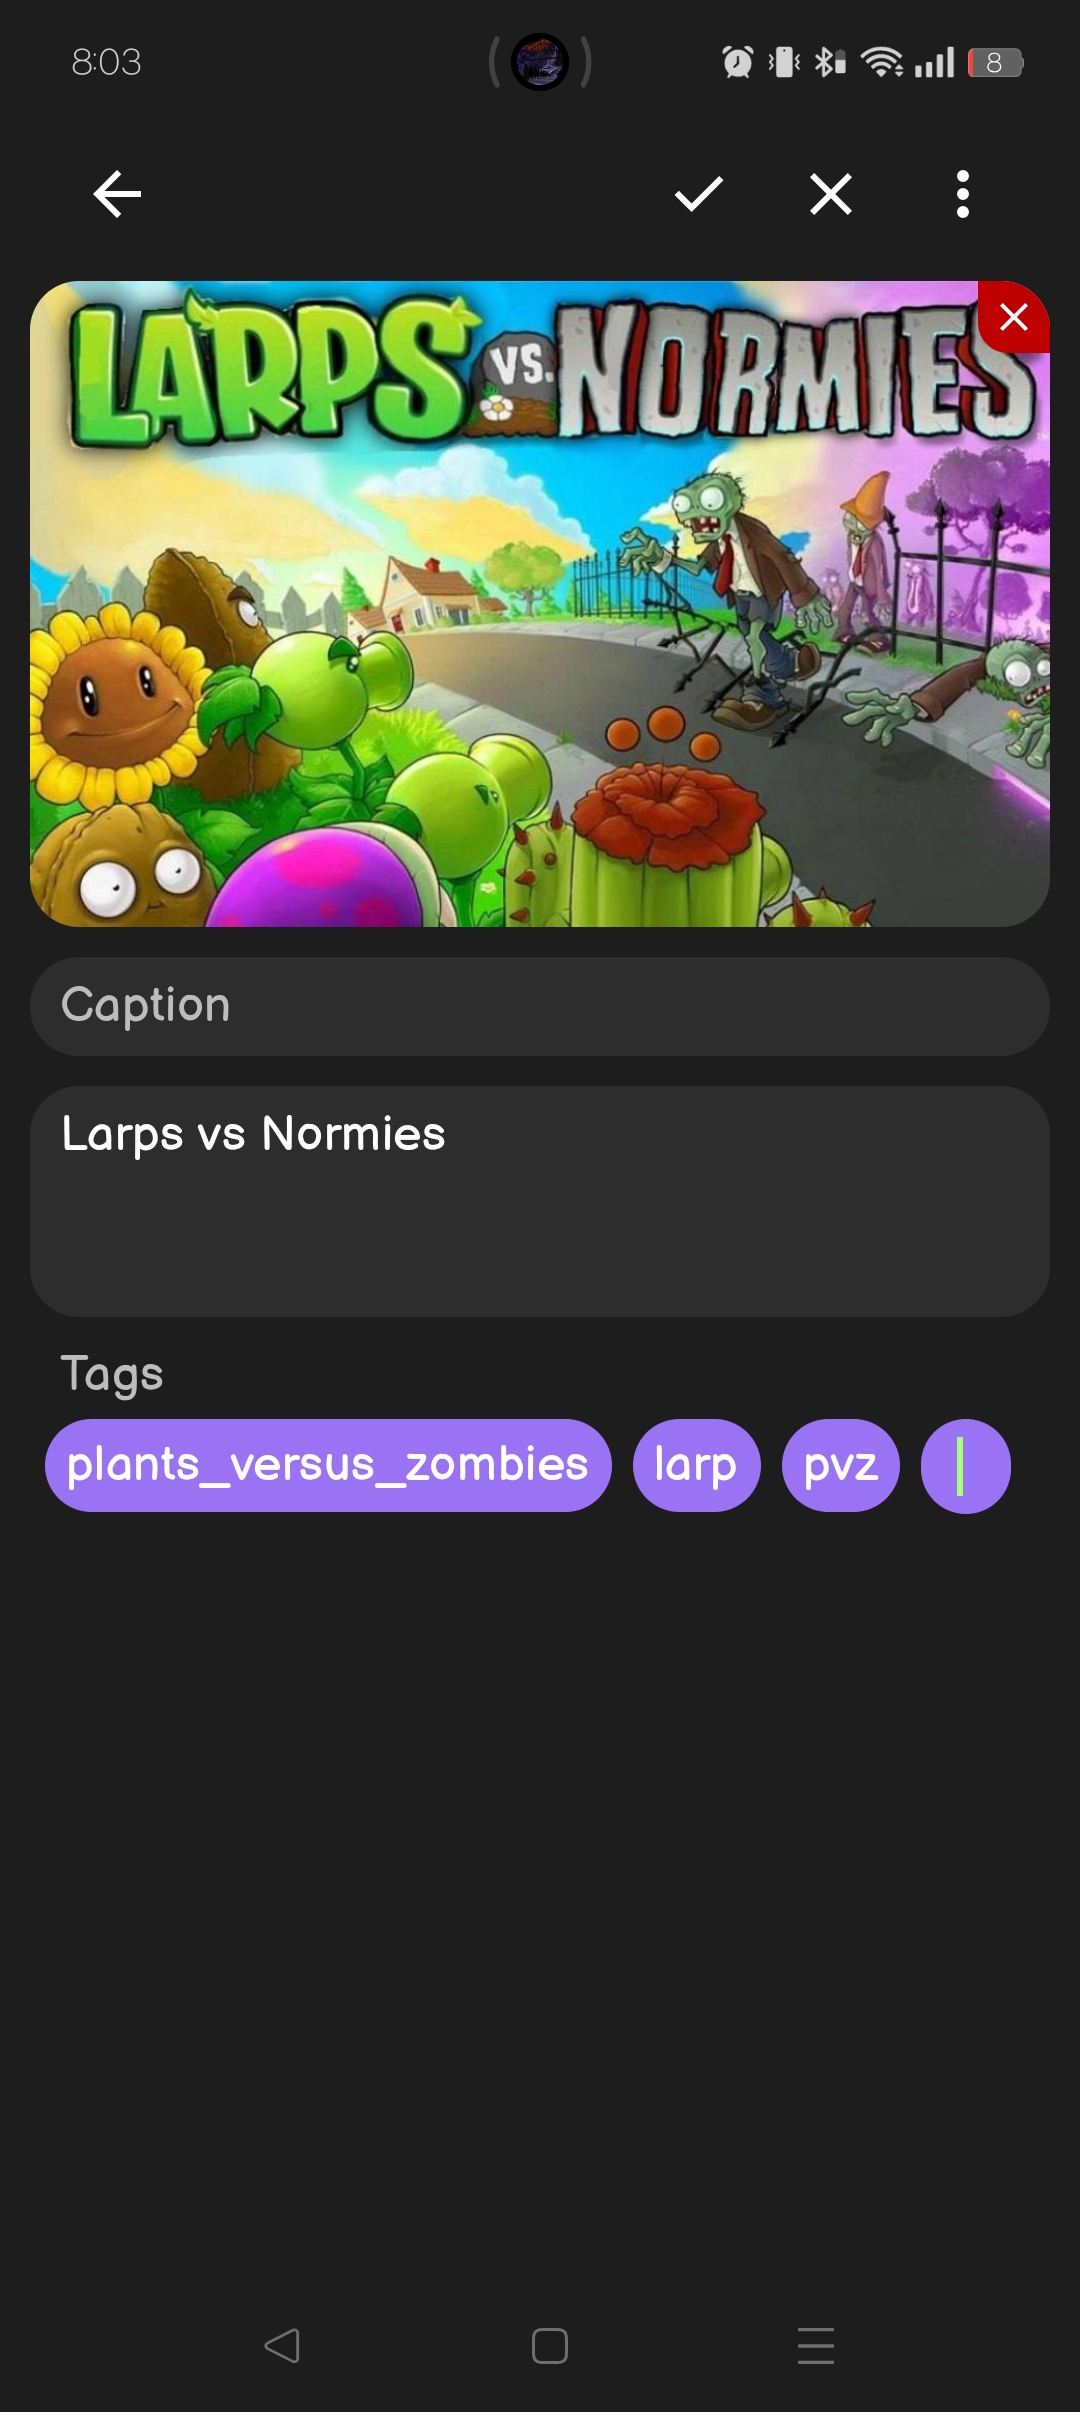 8:03
8
LARPS VS. NORMIES
Caption
Larps vs Normies
Tags
plants_versus_zombies larp pvz